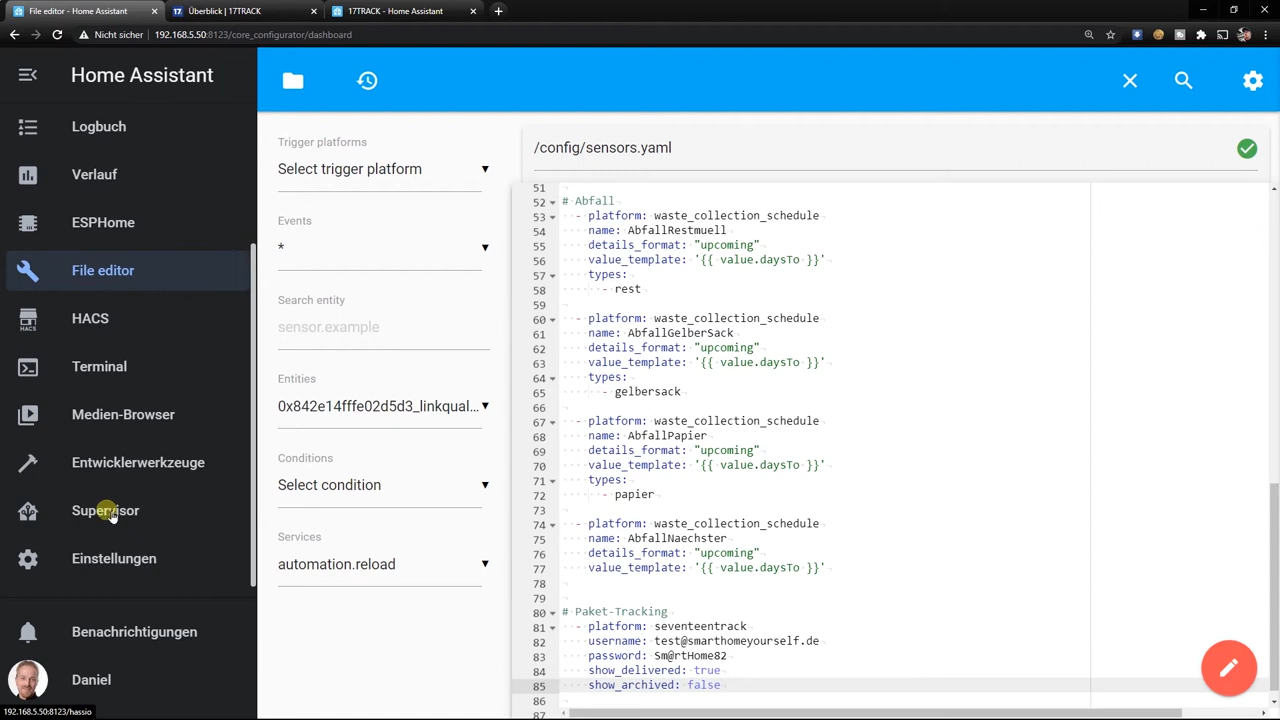 File editor - Home Assistant
Überblick | 17TRACK
17TRACK - Home Assistant
Nicht sicher
192.168.5.50:8123/core_configurator/dashboard
Home Assistant
Logbuch
Verlauf
ESPHome
File editor
HACS
Terminal
Medien-Browser
Entwicklerwerkzeuge
Supervisor
Einstellungen
Benachrichtigungen
Daniel
192.168.5.50:8123/hassio
Trigger platforms
Select trigger platform
Events
*
Search entity
sensor.example
Entities
0x842e14fffe02d5d3_linkqual...
Conditions
Select condition
Services
automation.reload
/config/sensors.yaml
51
52 # Abfall
53 - platform: waste_collection_schedule
54 name: AbfallRestmuell
55 details_format: "upcoming"
56 value_template: '{{ value.daysTo }}'
57 types:
58 - rest
59
60 - platform: waste_collection_schedule
61 name: AbfallGelberSack
62 details_format: "upcoming"
63 value_template: '{{ value.daysTo }}'
64 types:
65 - gelbersack
66
67 - platform: waste_collection_schedule
68 name: AbfallPapier
69 details_format: "upcoming"
70 value_template: '{{ value.daysTo }}'
71 types:
72 - papier
73
74 - platform: waste_collection_schedule
75 name: AbfallNaechster
76 details_format: "upcoming"
77 value_template: '{{ value.daysTo }}'
78
79
80 # Paket-Tracking
81 - platform: seventeentrack
82 username: test@smarthomeyourself.de
83 password: Sm@rtHome82
84 show_delivered: true
85 show_archived: false
86
87